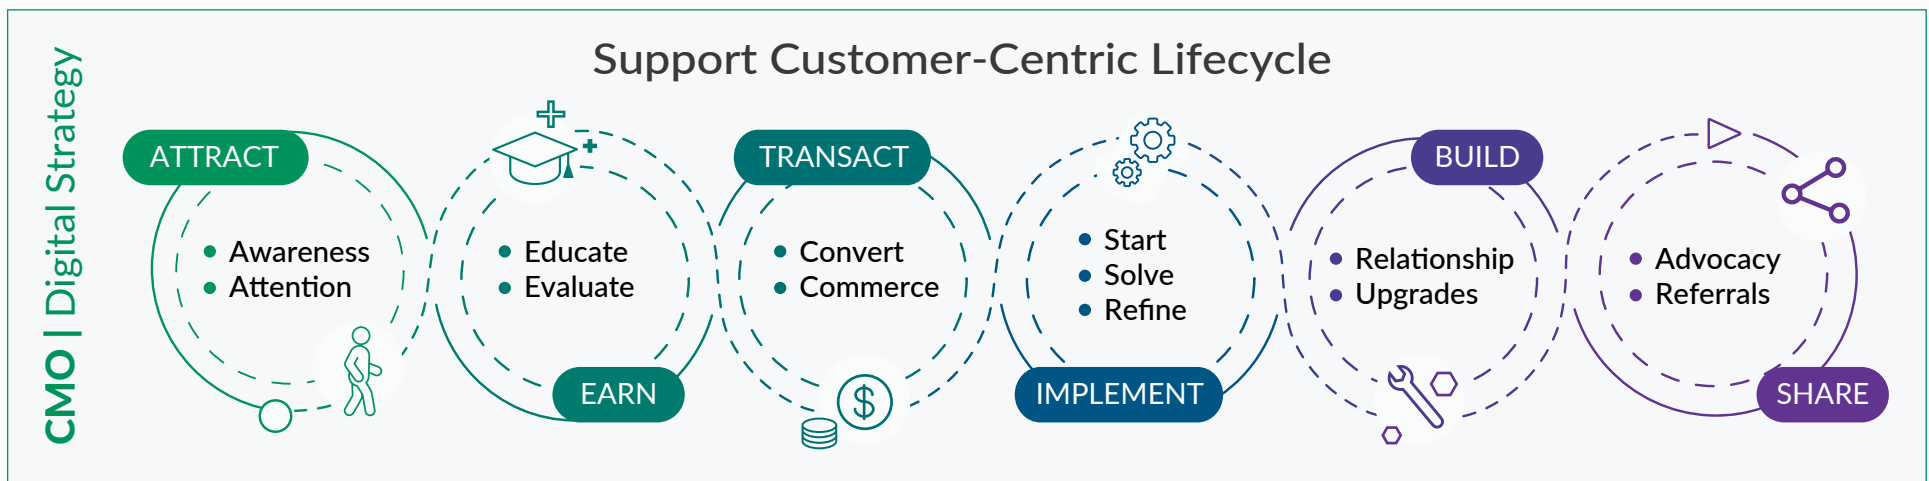 CMO | Digital Strategy
Support Customer-Centric Lifecycle
ATTRACT
Awareness
Attention
EARN
Educate
Evaluate
TRANSACT
Convert
Commerce
$
IMPLEMENT
Start
Solve
Refine
BUILD
Relationship
Upgrades
SHARE
Advocacy
Referrals